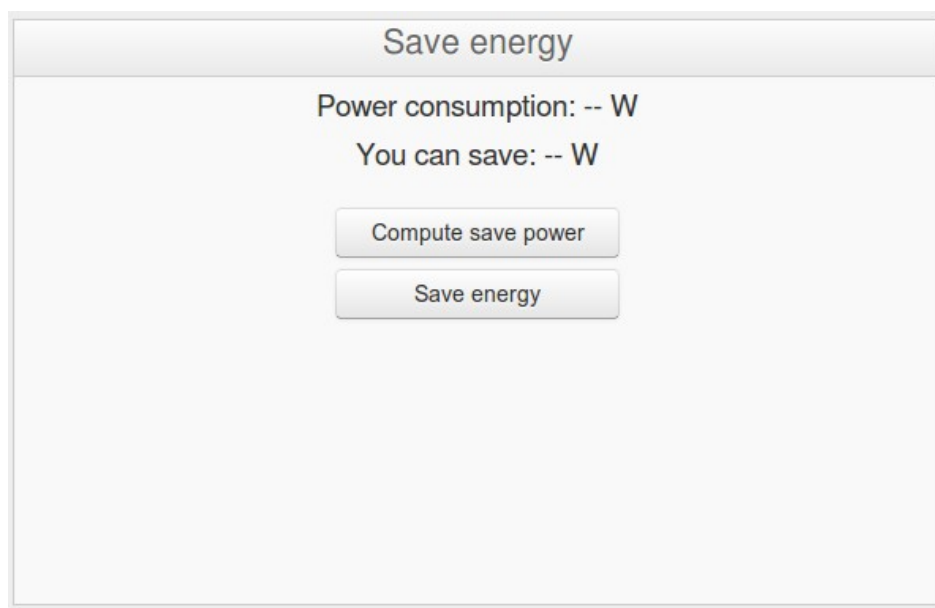 Save energy
Power consumption: -- W
You can save: -- W
Compute save power
Save energy